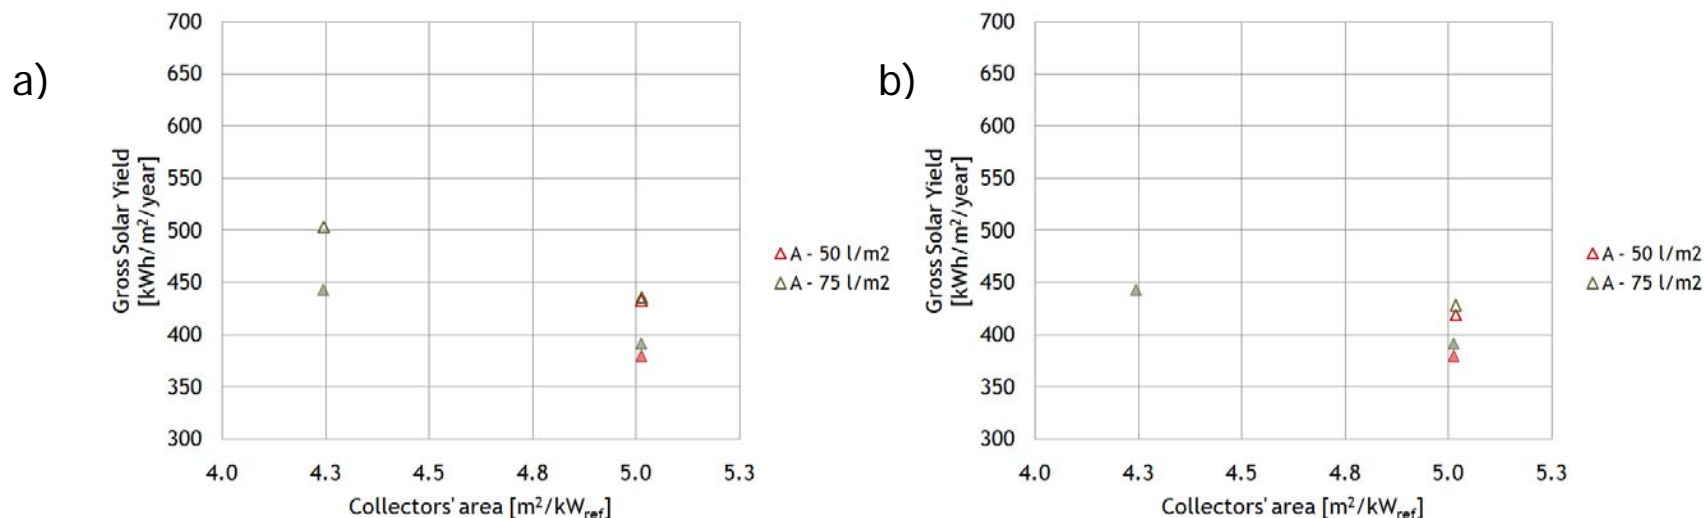 a)
Gross Solar Yield
[kWh/m²/year]
700
650
600
550
500
450
400
350
300
4.0 4.3 4.5 4.8 5.0 5.3
Collectors' area [m²/kWref]
A - 50 l/m2
A - 75 l/m2
b)
Gross Solar Yield
[kWh/m²/year]
700
650
600
550
500
450
400
350
300
4.0 4.3 4.5 4.8 5.0 5.3
Collectors' area [m²/kWref]
A - 50 l/m2
A - 75 l/m2